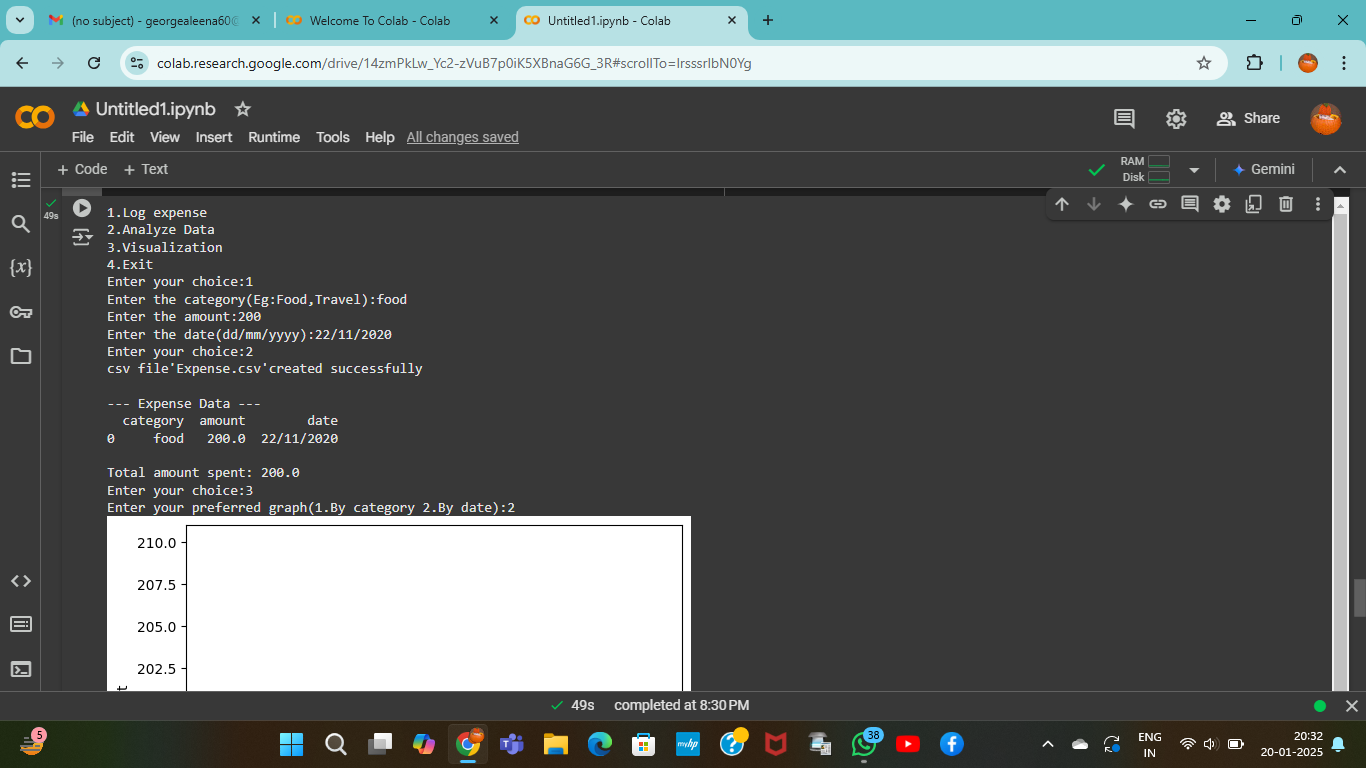 (no subject) - georgealeena60@
Welcome To Colab - Colab
Untitled1.ipynb - Colab
colab.research.google.com/drive/14zmPkLw_Yc2-zVuB7p0iK5XBnaG6G_3R#scrollTo=lrsssrlbN0Yg
CO
Untitled1.ipynb
File Edit View Insert Runtime Tools Help All changes saved
Share
+ Code + Text
RAM
Disk
Gemini
49s
{x}
1.Log expense
2.Analyze Data
3.Visualization
4.Exit
Enter your choice:1
Enter the category(Eg:Food,Travel):food
Enter the amount:200
Enter the date(dd/mm/yyyy):22/11/2020
Enter your choice:2
csv file'Expense.csv'created successfully
--- Expense Data ---
category amount date
0 food 200.0 22/11/2020
Total amount spent: 200.0
Enter your choice:3
Enter your preferred graph(1.By category 2.By date):2
210.0
207.5
205.0
202.5
t
49s completed at 8:30 PM
5
myhp
38
ENG
IN
20:32
20-01-2025